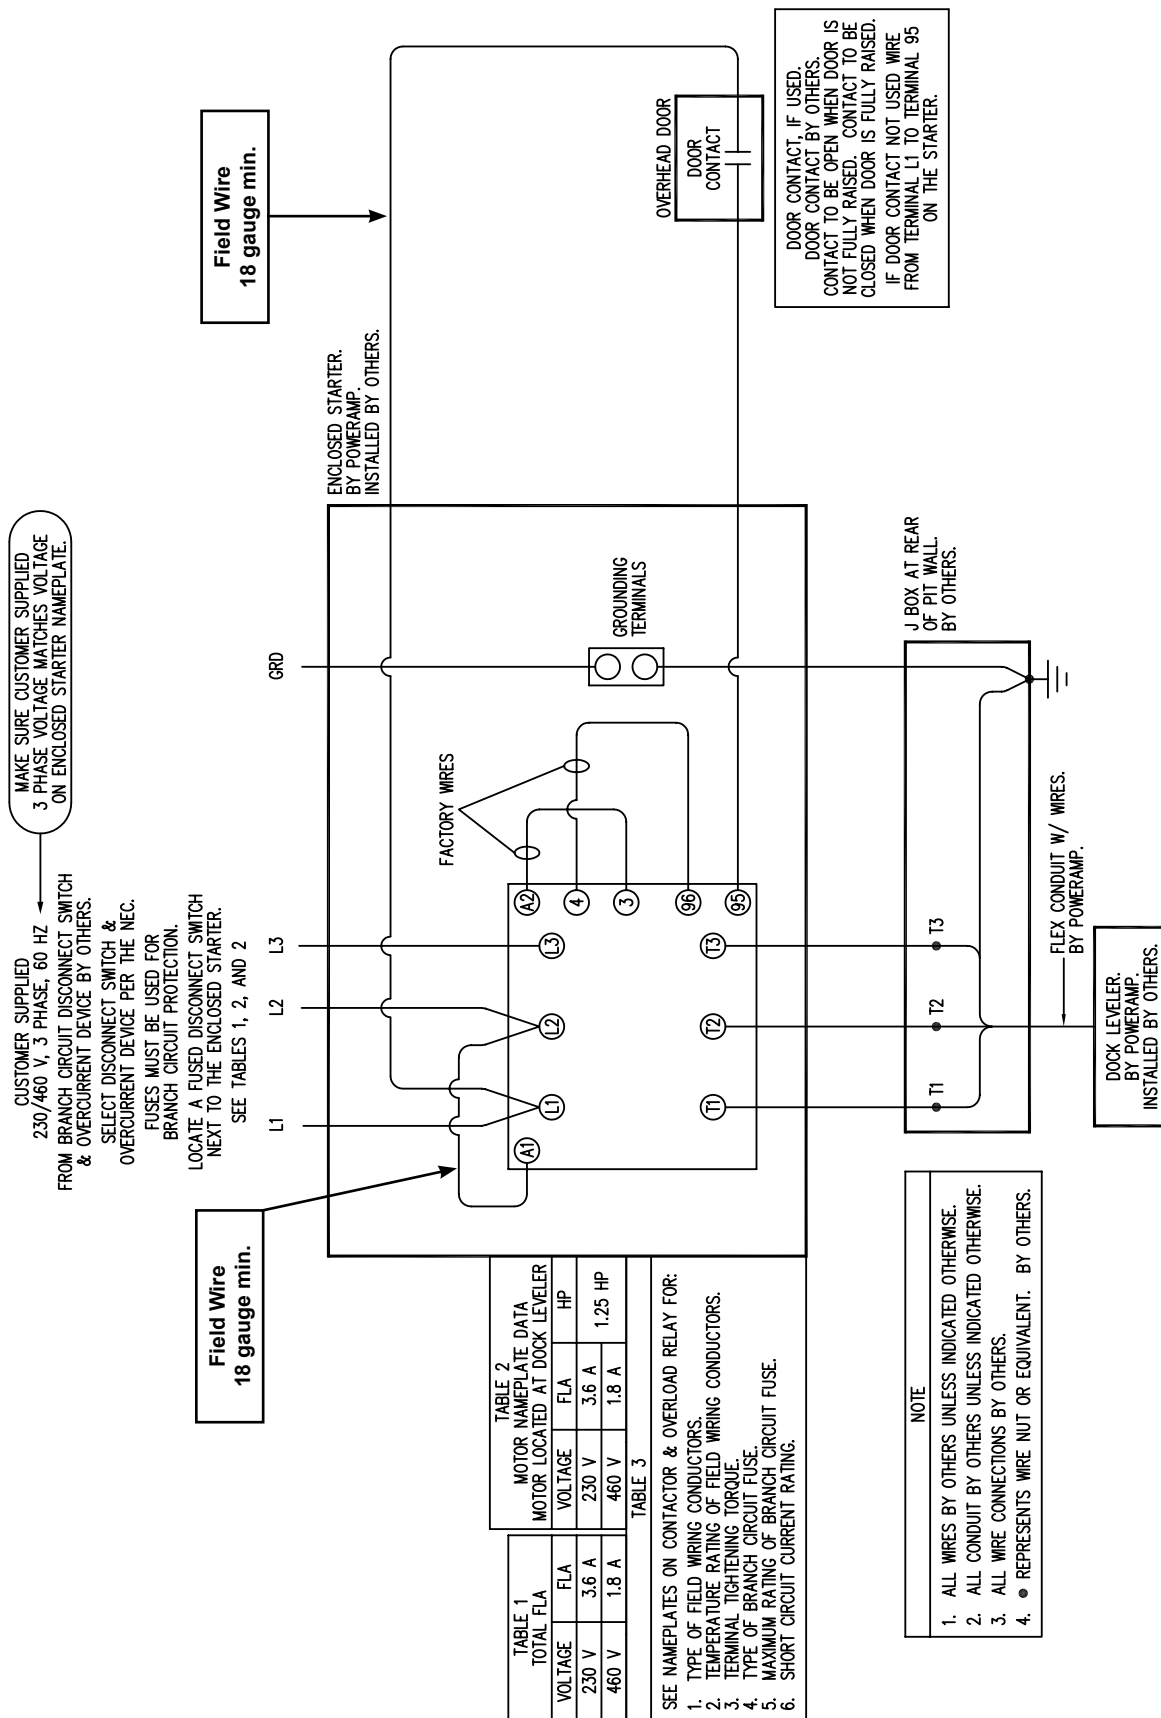 MAKE SURE CUSTOMER SUPPLIED
3 PHASE VOLTAGE MATCHES VOLTAGE
ON ENCLOSED STARTER NAMEPLATE.
CUSTOMER SUPPLIED
230/460 V, 3 PHASE, 60 HZ
FROM BRANCH CIRCUIT DISCONNECT SWITCH
& OVERCURRENT DEVICE BY OTHERS.
SELECT DISCONNECT SWITCH &
OVERCURRENT DEVICE PER THE NEC.
FUSES MUST BE USED FOR
BRANCH CIRCUIT PROTECTION.
LOCATE A FUSED DISCONNECT SWITCH
NEXT TO THE ENCLOSED STARTER.
SEE TABLES 1, 2, AND 2
L1
L2
L3
GRD
Field Wire
18 gauge min.
Field Wire
18 gauge min.
ENCLOSED STARTER.
BY POWERAMP.
INSTALLED BY OTHERS.
FACTORY WIRES
GROUNDING
TERMINALS
A1
L1
L2
L3
A2
4
3
96
95
T1
T2
T3
OVERHEAD DOOR
DOOR
CONTACT
DOOR CONTACT, IF USED.
DOOR CONTACT BY OTHERS.
CONTACT TO BE OPEN WHEN DOOR IS
NOT FULLY RAISED. CONTACT TO BE
CLOSED WHEN DOOR IS FULLY RAISED.
IF DOOR CONTACT NOT USED WIRE
FROM TERMINAL L1 TO TERMINAL 95
ON THE STARTER.
J BOX AT REAR
OF PIT WALL.
BY OTHERS.
T1
T2
T3
FLEX CONDUIT W/ WIRES.
BY POWERAMP.
DOCK LEVELER.
BY POWERAMP.
INSTALLED BY OTHERS.
TABLE 1
TOTAL FLA
VOLTAGE FLA
230 V 3.6 A
460 V 1.8 A
TABLE 2
MOTOR NAMEPLATE DATA
MOTOR LOCATED AT DOCK LEVELER
VOLTAGE FLA HP
230 V 3.6 A 1.25 HP
460 V 1.8 A
TABLE 3
SEE NAMEPLATES ON CONTACTOR & OVERLOAD RELAY FOR:
1. TYPE OF FIELD WIRING CONDUCTORS.
2. TEMPERATURE RATING OF FIELD WIRING CONDUCTORS.
3. TERMINAL TIGHTENING TORQUE.
4. TYPE OF BRANCH CIRCUIT FUSE.
5. MAXIMUM RATING OF BRANCH CIRCUIT FUSE.
6. SHORT CIRCUIT CURRENT RATING.
NOTE
1. ALL WIRES BY OTHERS UNLESS INDICATED OTHERWISE.
2. ALL CONDUIT BY OTHERS UNLESS INDICATED OTHERWISE.
3. ALL WIRE CONNECTIONS BY OTHERS.
4. ● REPRESENTS WIRE NUT OR EQUIVALENT. BY OTHERS.